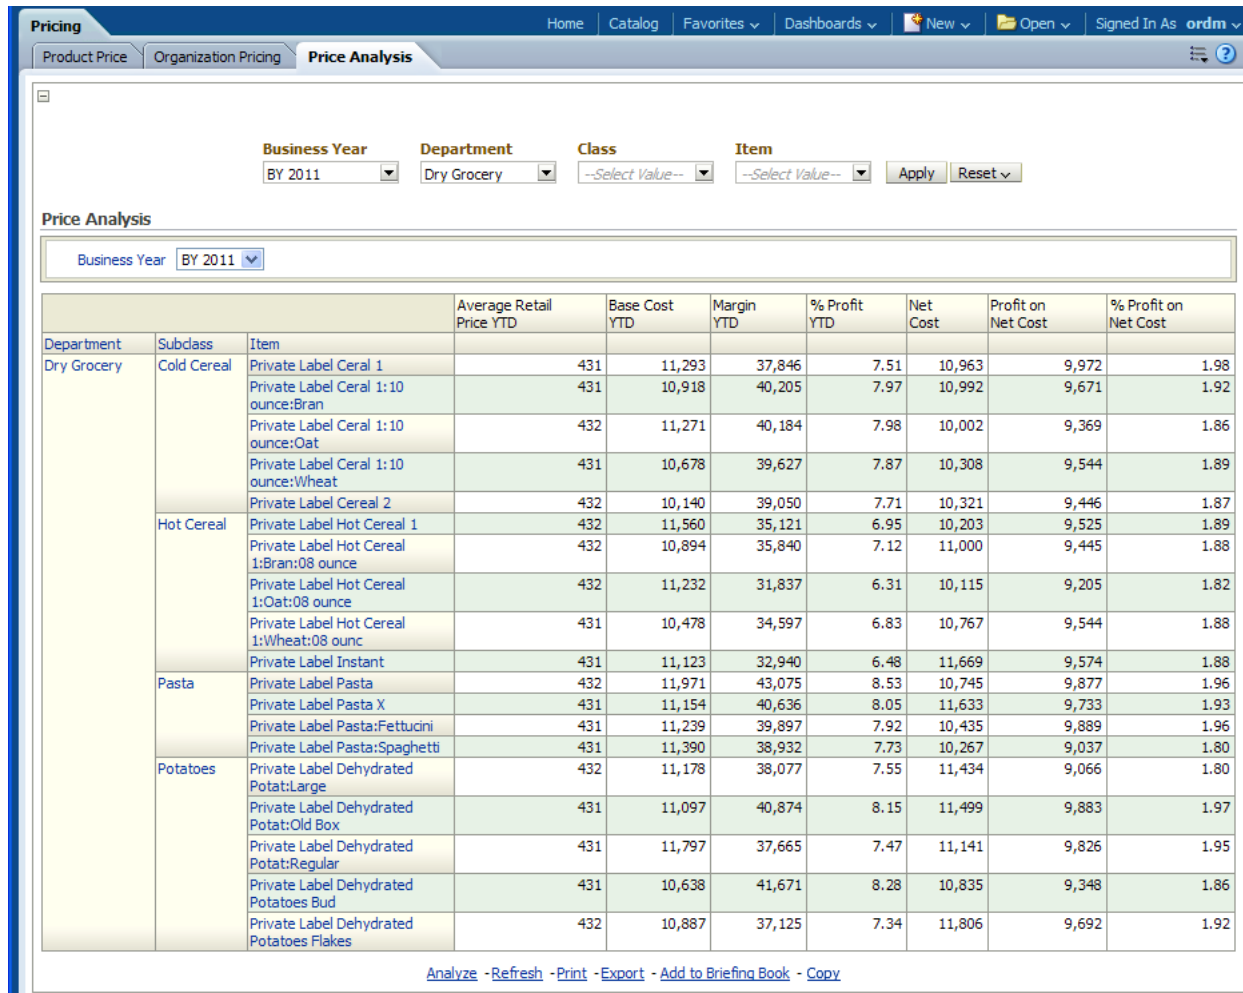 Pricing Home Catalog Favorites Dashboards New Open Signed In As ordm
Product Price Organization Pricing Price Analysis
Business Year Department Class Item
BY 2011 Dry Grocery --Select Value-- --Select Value-- Apply Reset
Price Analysis
Business Year BY 2011
Average Retail Base Cost Margin % Profit Net Profit on % Profit on
Price YTD YTD YTD YTD Cost Net Cost Net Cost
Department Subclass Item
Dry Grocery Cold Cereal Private Label Ceral 1 431 11,293 37,846 7.51 10,963 9,972 1.98
Private Label Ceral 1:10 431 10,918 40,205 7.97 10,992 9,671 1.92
ounce:Bran
Private Label Ceral 1:10 432 11,271 40,184 7.98 10,002 9,369 1.86
ounce:Oat
Private Label Ceral 1:10 431 10,678 39,627 7.87 10,308 9,544 1.89
ounce:Wheat
Private Label Cereal 2 432 10,140 39,050 7.71 10,321 9,446 1.87
Hot Cereal Private Label Hot Cereal 1 432 11,560 35,121 6.95 10,203 9,525 1.89
Private Label Hot Cereal 432 10,894 35,840 7.12 11,000 9,445 1.88
1:Bran:08 ounce
Private Label Hot Cereal 432 11,232 31,837 6.31 10,115 9,205 1.82
1:Oat:08 ounce
Private Label Hot Cereal 431 10,478 34,597 6.83 10,767 9,544 1.88
1:Wheat:08 ounc
Private Label Instant 431 11,123 32,940 6.48 11,669 9,574 1.88
Pasta Private Label Pasta 432 11,971 43,075 8.53 10,745 9,877 1.96
Private Label Pasta X 431 11,154 40,636 8.05 11,633 9,733 1.93
Private Label Pasta:Fettucini 431 11,239 39,897 7.92 10,435 9,889 1.96
Private Label Pasta:Spaghetti 431 11,390 38,932 7.73 10,267 9,037 1.80
Potatoes Private Label Dehydrated 432 11,178 38,077 7.55 11,434 9,066 1.80
Potat:Large
Private Label Dehydrated 431 11,097 40,874 8.15 11,499 9,883 1.97
Potat:Old Box
Private Label Dehydrated 431 11,797 37,665 7.47 11,141 9,826 1.95
Potat:Regular
Private Label Dehydrated 431 10,638 41,671 8.28 10,835 9,348 1.86
Potatoes Bud
Private Label Dehydrated 432 10,887 37,125 7.34 11,806 9,692 1.92
Potatoes Flakes
Analyze - Refresh - Print - Export - Add to Briefing Book - Copy